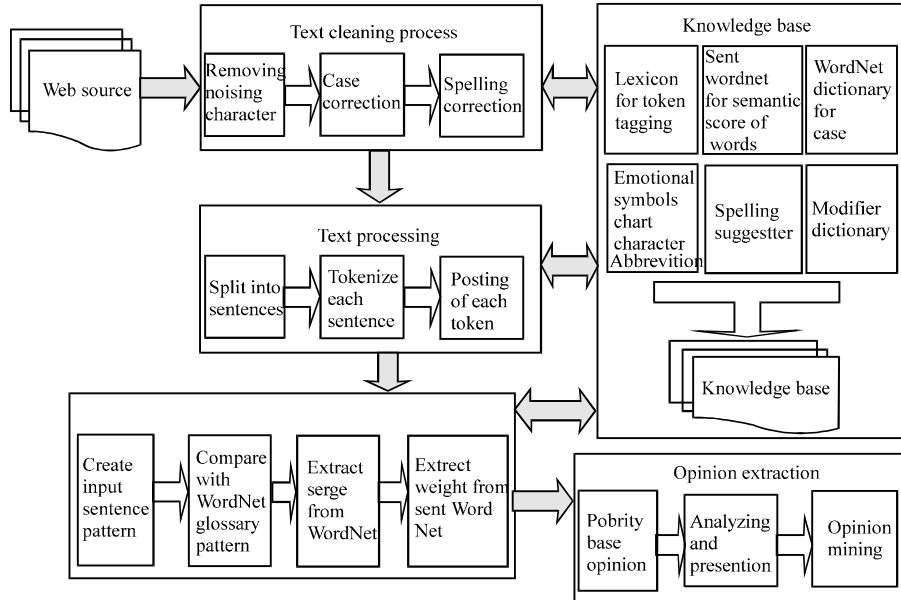 Web source
Text cleaning process
Removing
noising
character
Case
correction
Spelling
correction
Knowledge base
Lexicon
for token
tagging
Sent
wordnet
for semantic
score of
words
WordNet
dictionary
for
case
Emotional
symbols
chart
character
Abbrevition
Spelling
suggestter
Modifier
dictionary
Knowledge base
Text processing
Split into
sentences
Tokenize
each
sentence
Posting
of each
token
Create
input
sentence
pattern
Compare
with
WordNet
glossary
pattern
Extract
serge
from
WordNet
Extrect
weight from
sent Word
Net
Opinion extraction
Pobrity
base
opinion
Analyzing
and
presention
Opinion
mining